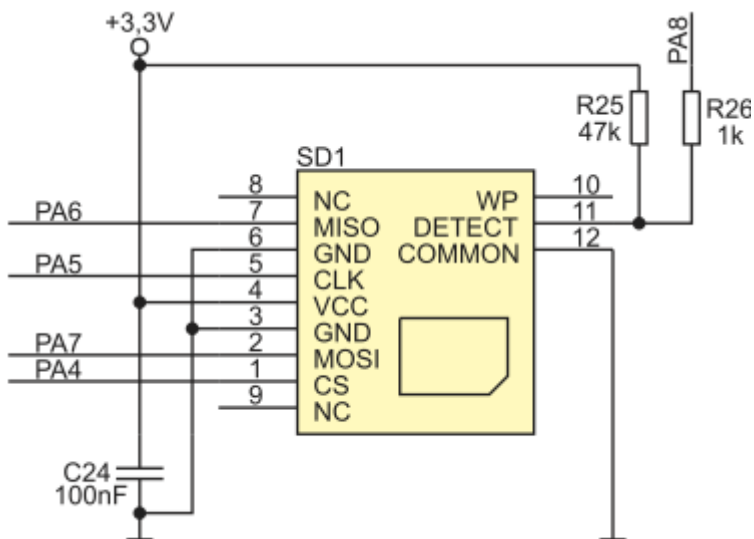 +3,3V
PA8
R25
47k
R26
1k
SD1
8 NC WP 10
PA6 7 MISO DETECT 11
6 GND COMMON 12
PA5 5 CLK
4 VCC
3 GND
PA7 2 MOSI
PA4 1 CS
9 NC
C24
100nF